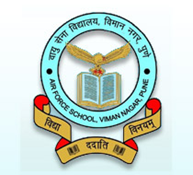 वायु सेना विद्यालय, विमान नगर, पुणे
AIR FORCE SCHOOL, VIMAN NAGAR, PUNE
विद्या ददाति विनयम्